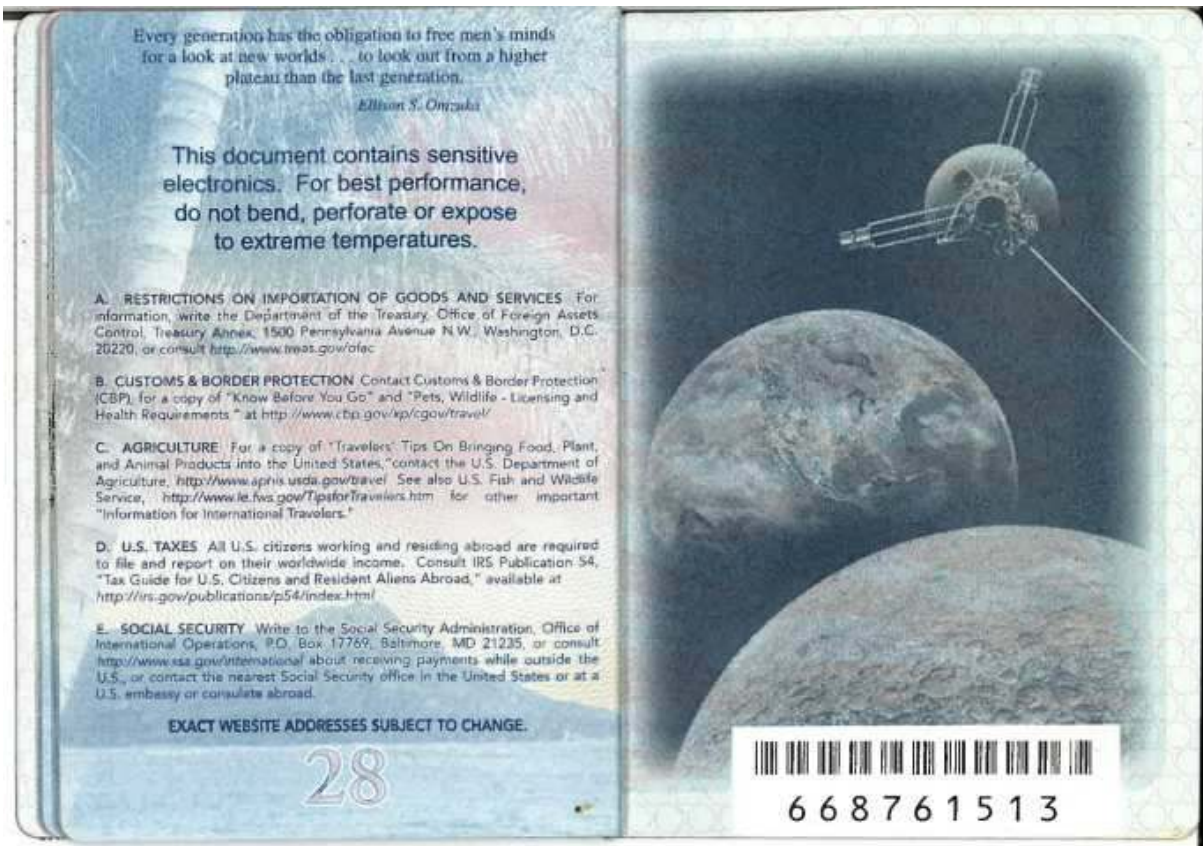 Every generation has the obligation to free men's minds
for a look at new worlds . . . to look out from a higher
plateau than the last generation.
Ellison S. Onizuka
This document contains sensitive
electronics. For best performance,
do not bend, perforate or expose
to extreme temperatures.
A. RESTRICTIONS ON IMPORTATION OF GOODS AND SERVICES For
information, write the Department of the Treasury, Office of Foreign Assets
Control, Treasury Annex, 1500 Pennsylvania Avenue N.W., Washington, D.C.
20220, or consult http://www.treas.gov/ofac
B. CUSTOMS & BORDER PROTECTION Contact Customs & Border Protection
(CBP), for a copy of "Know Before You Go" and "Pets, Wildlife - Licensing and
Health Requirements " at http://www.cbp.gov/xp/cgov/travel/
C. AGRICULTURE For a copy of "Travelers' Tips On Bringing Food, Plant,
and Animal Products into the United States," contact the U.S. Department of
Agriculture, http://www.aphis.usda.gov/travel See also U.S. Fish and Wildlife
Service, http://www.le.fws.gov/TipsforTravelers.htm for other important
"Information for International Travelers."
D. U.S. TAXES All U.S. citizens working and residing abroad are required
to file and report on their worldwide income. Consult IRS Publication 54,
"Tax Guide for U.S. Citizens and Resident Aliens Abroad," available at
http://irs.gov/publications/p54/index.html
E. SOCIAL SECURITY Write to the Social Security Administration, Office of
International Operations, P.O. Box 17769, Baltimore, MD 21235, or consult
http://www.ssa.gov/international about receiving payments while outside the
U.S., or contact the nearest Social Security office in the United States or at a
U.S. embassy or consulate abroad.
EXACT WEBSITE ADDRESSES SUBJECT TO CHANGE.
28
668761513